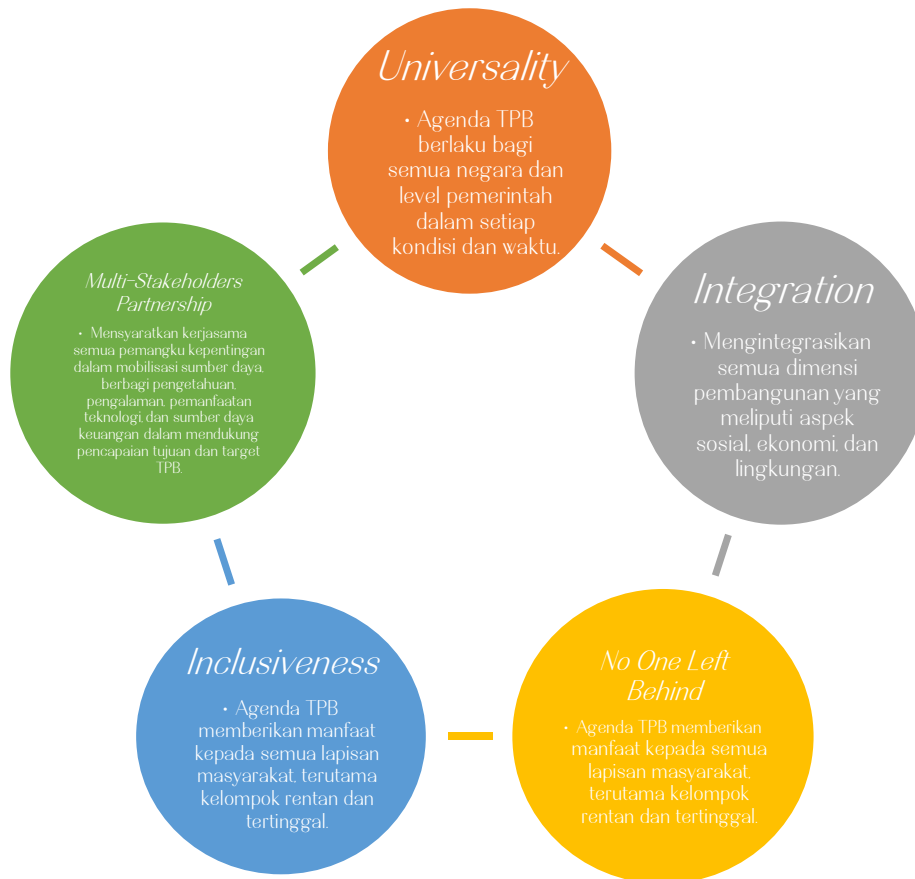 Universality
• Agenda TPB
berlaku bagi
semua negara dan
level pemerintah
dalam setiap
kondisi dan waktu.
Integration
• Mengintegrasikan
semua dimensi
pembangunan yang
meliputi aspek
sosial, ekonomi, dan
lingkungan.
No One Left
Behind
• Agenda TPB memberikan
manfaat kepada semua
lapisan masyarakat,
terutama kelompok
rentan dan tertinggal.
Inclusiveness
• Agenda TPB
memberikan manfaat
kepada semua lapisan
masyarakat, terutama
kelompok rentan dan
tertinggal.
Multi-Stakeholders
Partnership
• Mensyaratkan kerjasama
semua pemangku kepentingan
dalam mobilisasi sumber daya,
berbagi pengetahuan,
pengalaman, pemanfaatan
teknologi, dan sumber daya
keuangan dalam mendukung
pencapaian tujuan dan target
TPB.